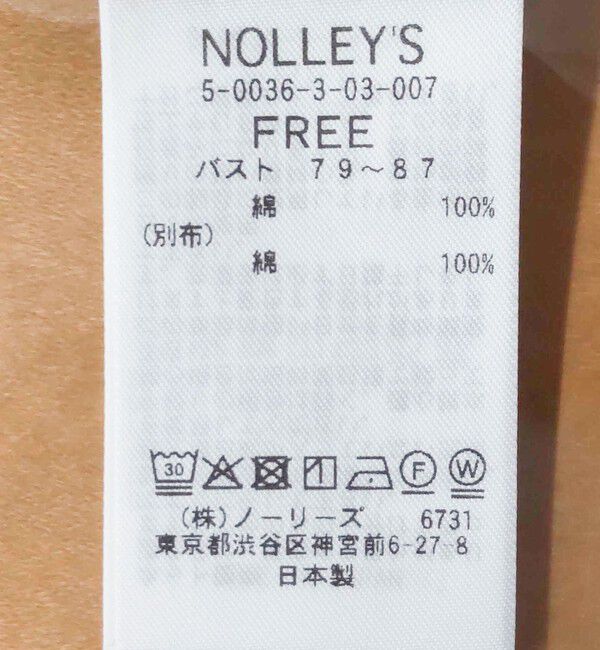 NOLLEY'S
5-0036-3-03-007
FREE
バスト 79～87
綿 100%
(別布)
綿 100%
30 F W
(株)ノーリーズ 6731
東京都渋谷区神宮前6-27-8
日本製